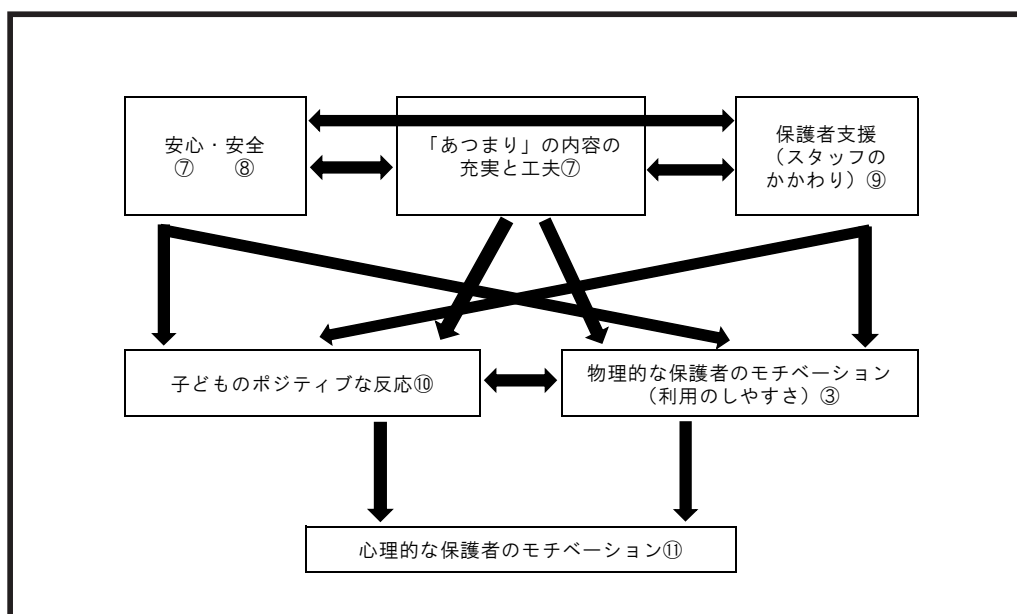 安心・安全
⑦ ⑧
「あつまり」の内容の
充実と工夫⑦
保護者支援
(スタッフの
かかわり)⑨
子どものポジティブな反応⑩
物理的な保護者のモチベーション
(利用のしやすさ)③
心理的な保護者のモチベーション⑪